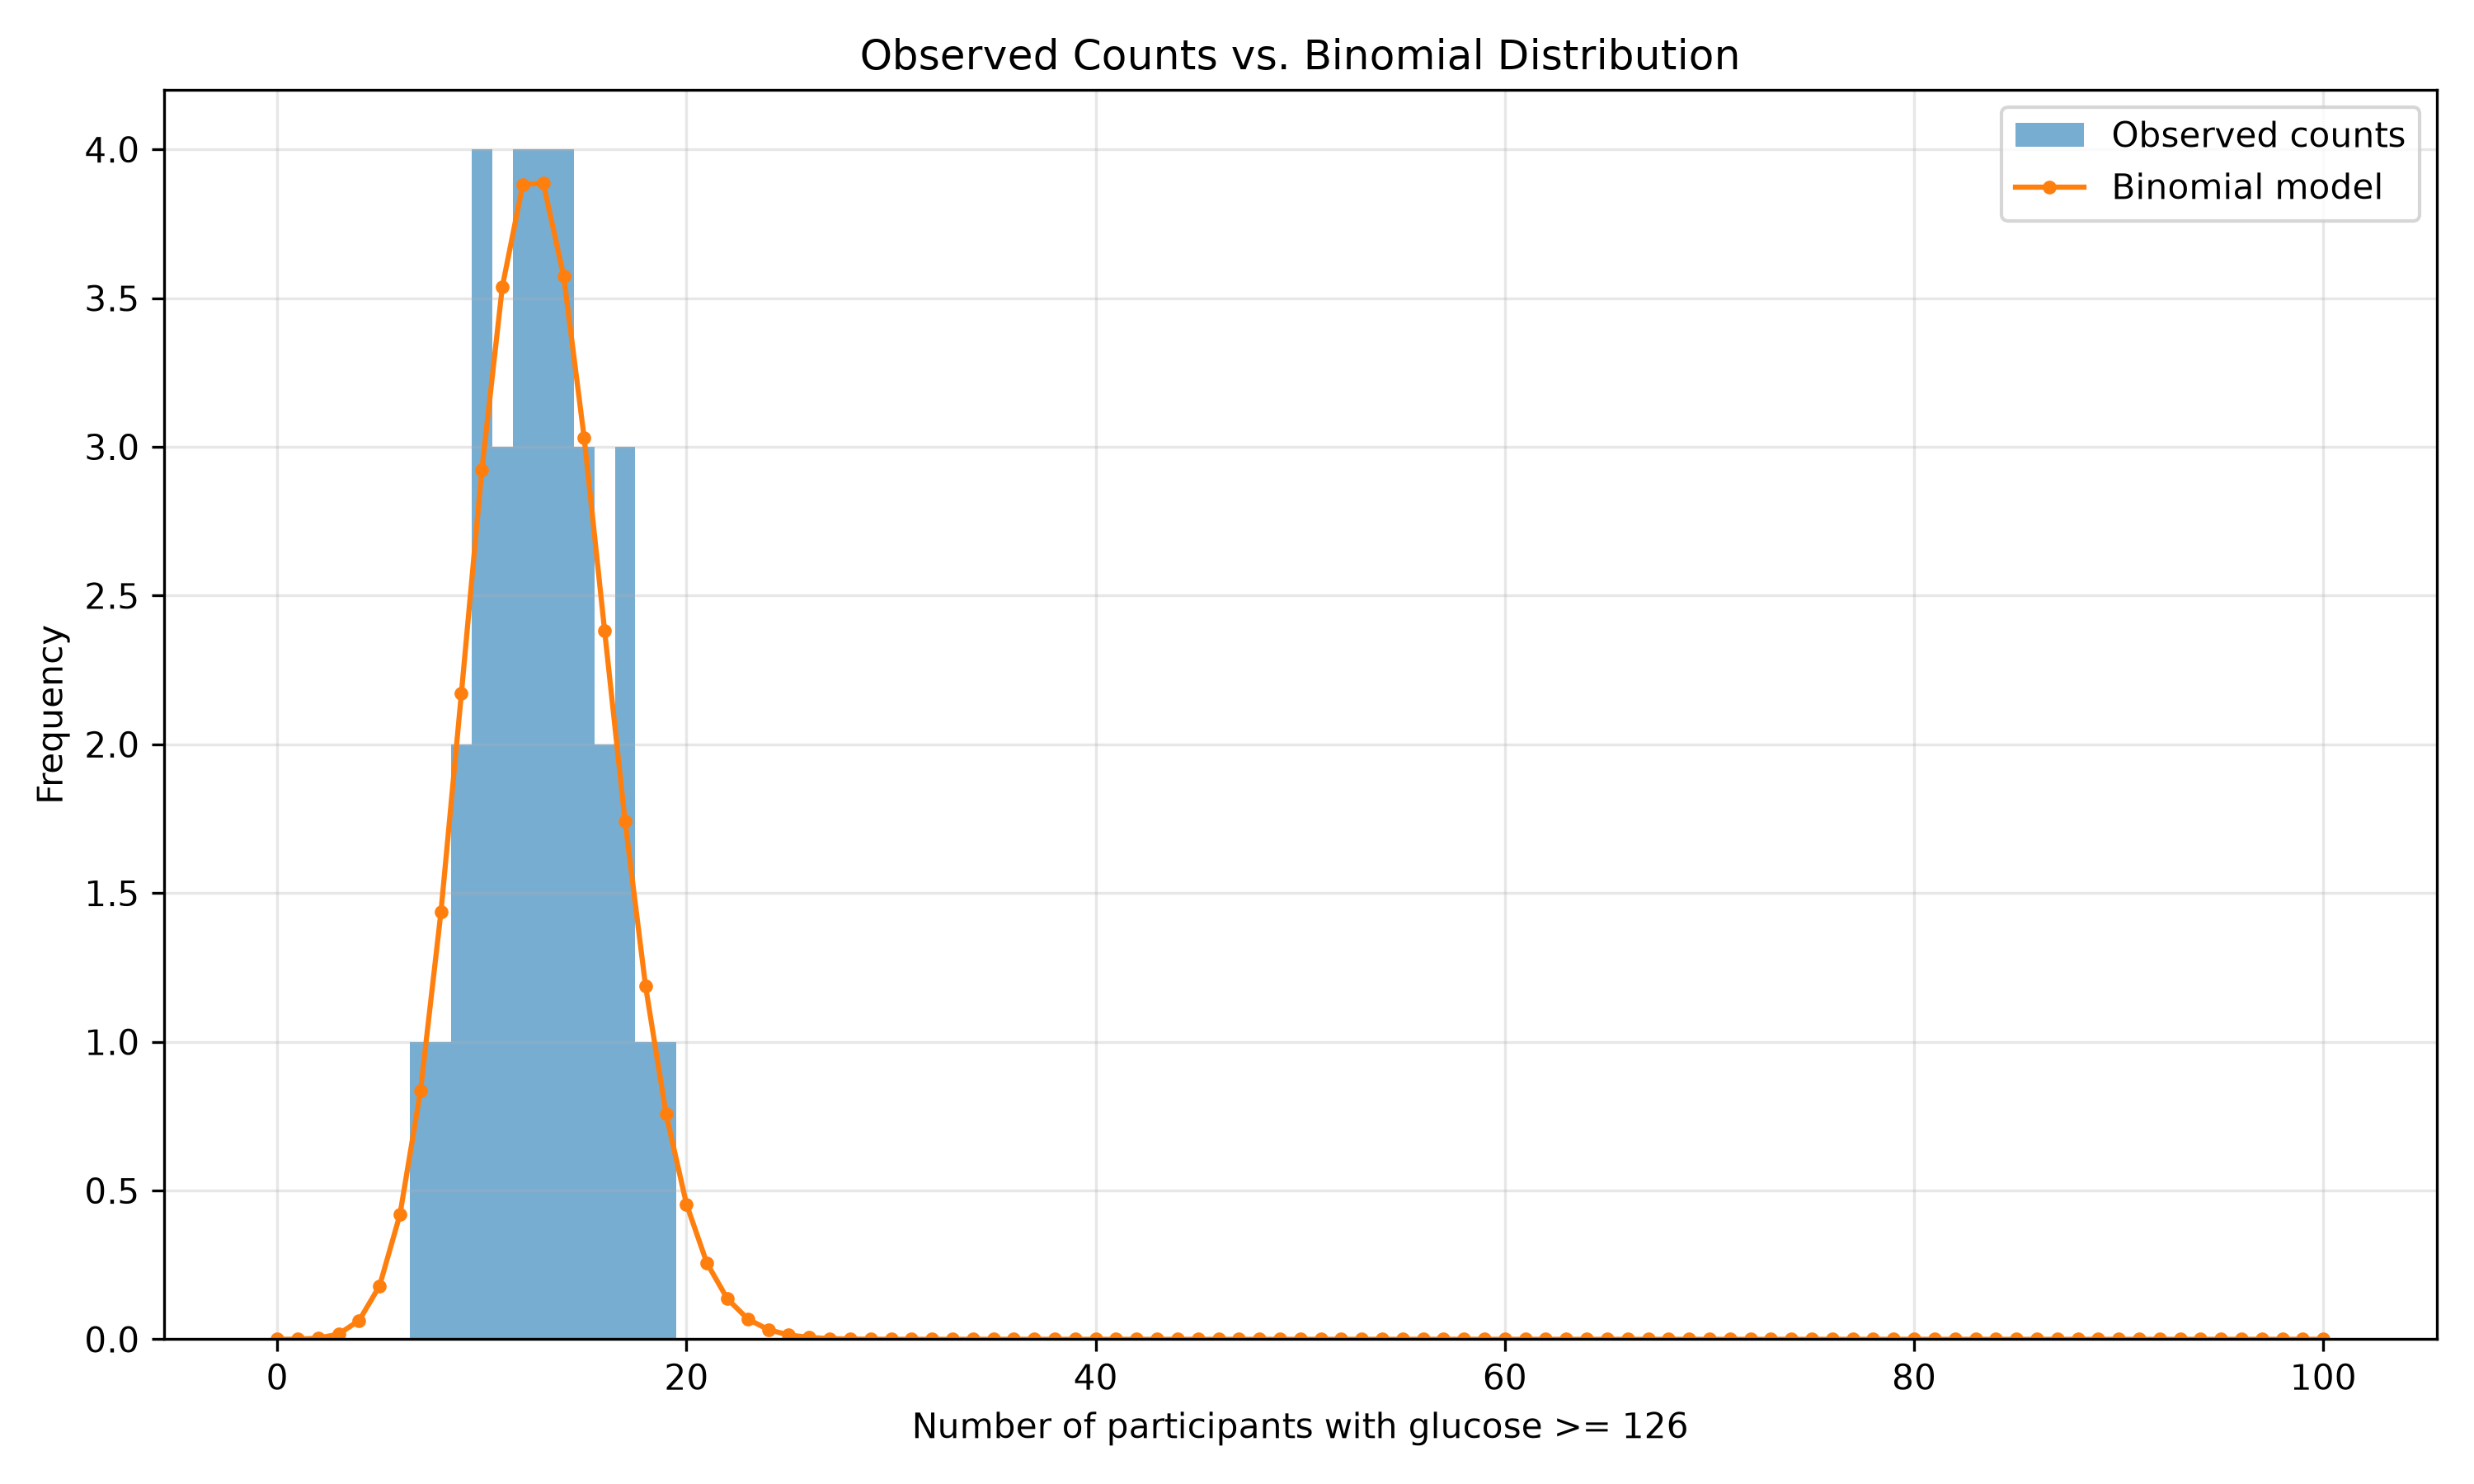 Observed Counts vs. Binomial Distribution
Observed counts
Binomial model
4.0
3.5
3.0
2.5
2.0
1.5
1.0
0.5
0.0
Frequency
0 20 40 60 80 100
Number of participants with glucose >= 126